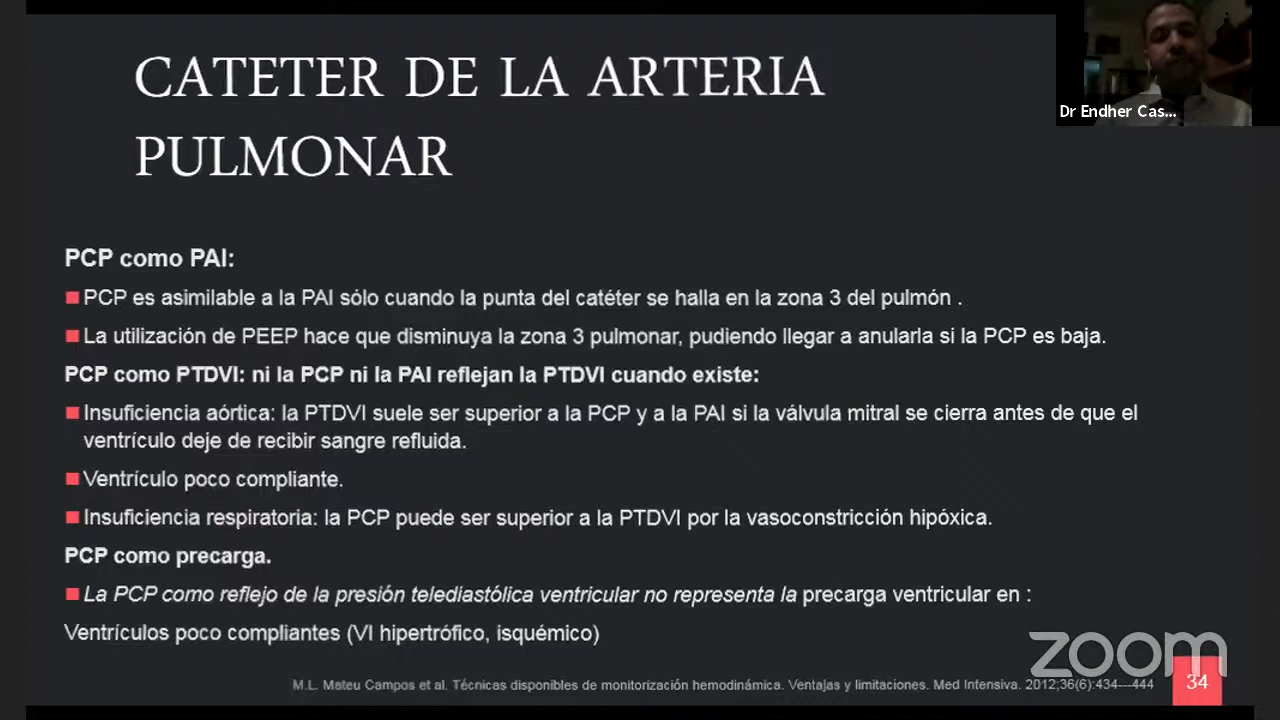 CATETER DE LA ARTERIA
PULMONAR
Dr Endher Cas...
PCP como PAI:
PCP es asimilable a la PAI sólo cuando la punta del catéter se halla en la zona 3 del pulmón .
La utilización de PEEP hace que disminuya la zona 3 pulmonar, pudiendo llegar a anularla si la PCP es baja.
PCP como PTDVI: ni la PCP ni la PAI reflejan la PTDVI cuando existe:
Insuficiencia aórtica: la PTDVI suele ser superior a la PCP y a la PAI si la válvula mitral se cierra antes de que el
ventrículo deje de recibir sangre refluida.
Ventrículo poco compliante.
Insuficiencia respiratoria: la PCP puede ser superior a la PTDVI por la vasoconstricción hipóxica.
PCP como precarga.
La PCP como reflejo de la presión telediastólica ventricular no representa la precarga ventricular en :
Ventrículos poco compliantes (VI hipertrófico, isquémico)
zoom
M.L. Mateu Campos et al. Técnicas disponibles de monitorización hemodinámica. Ventajas y limitaciones. Med Intensiva. 2012;36(6):434---444
34